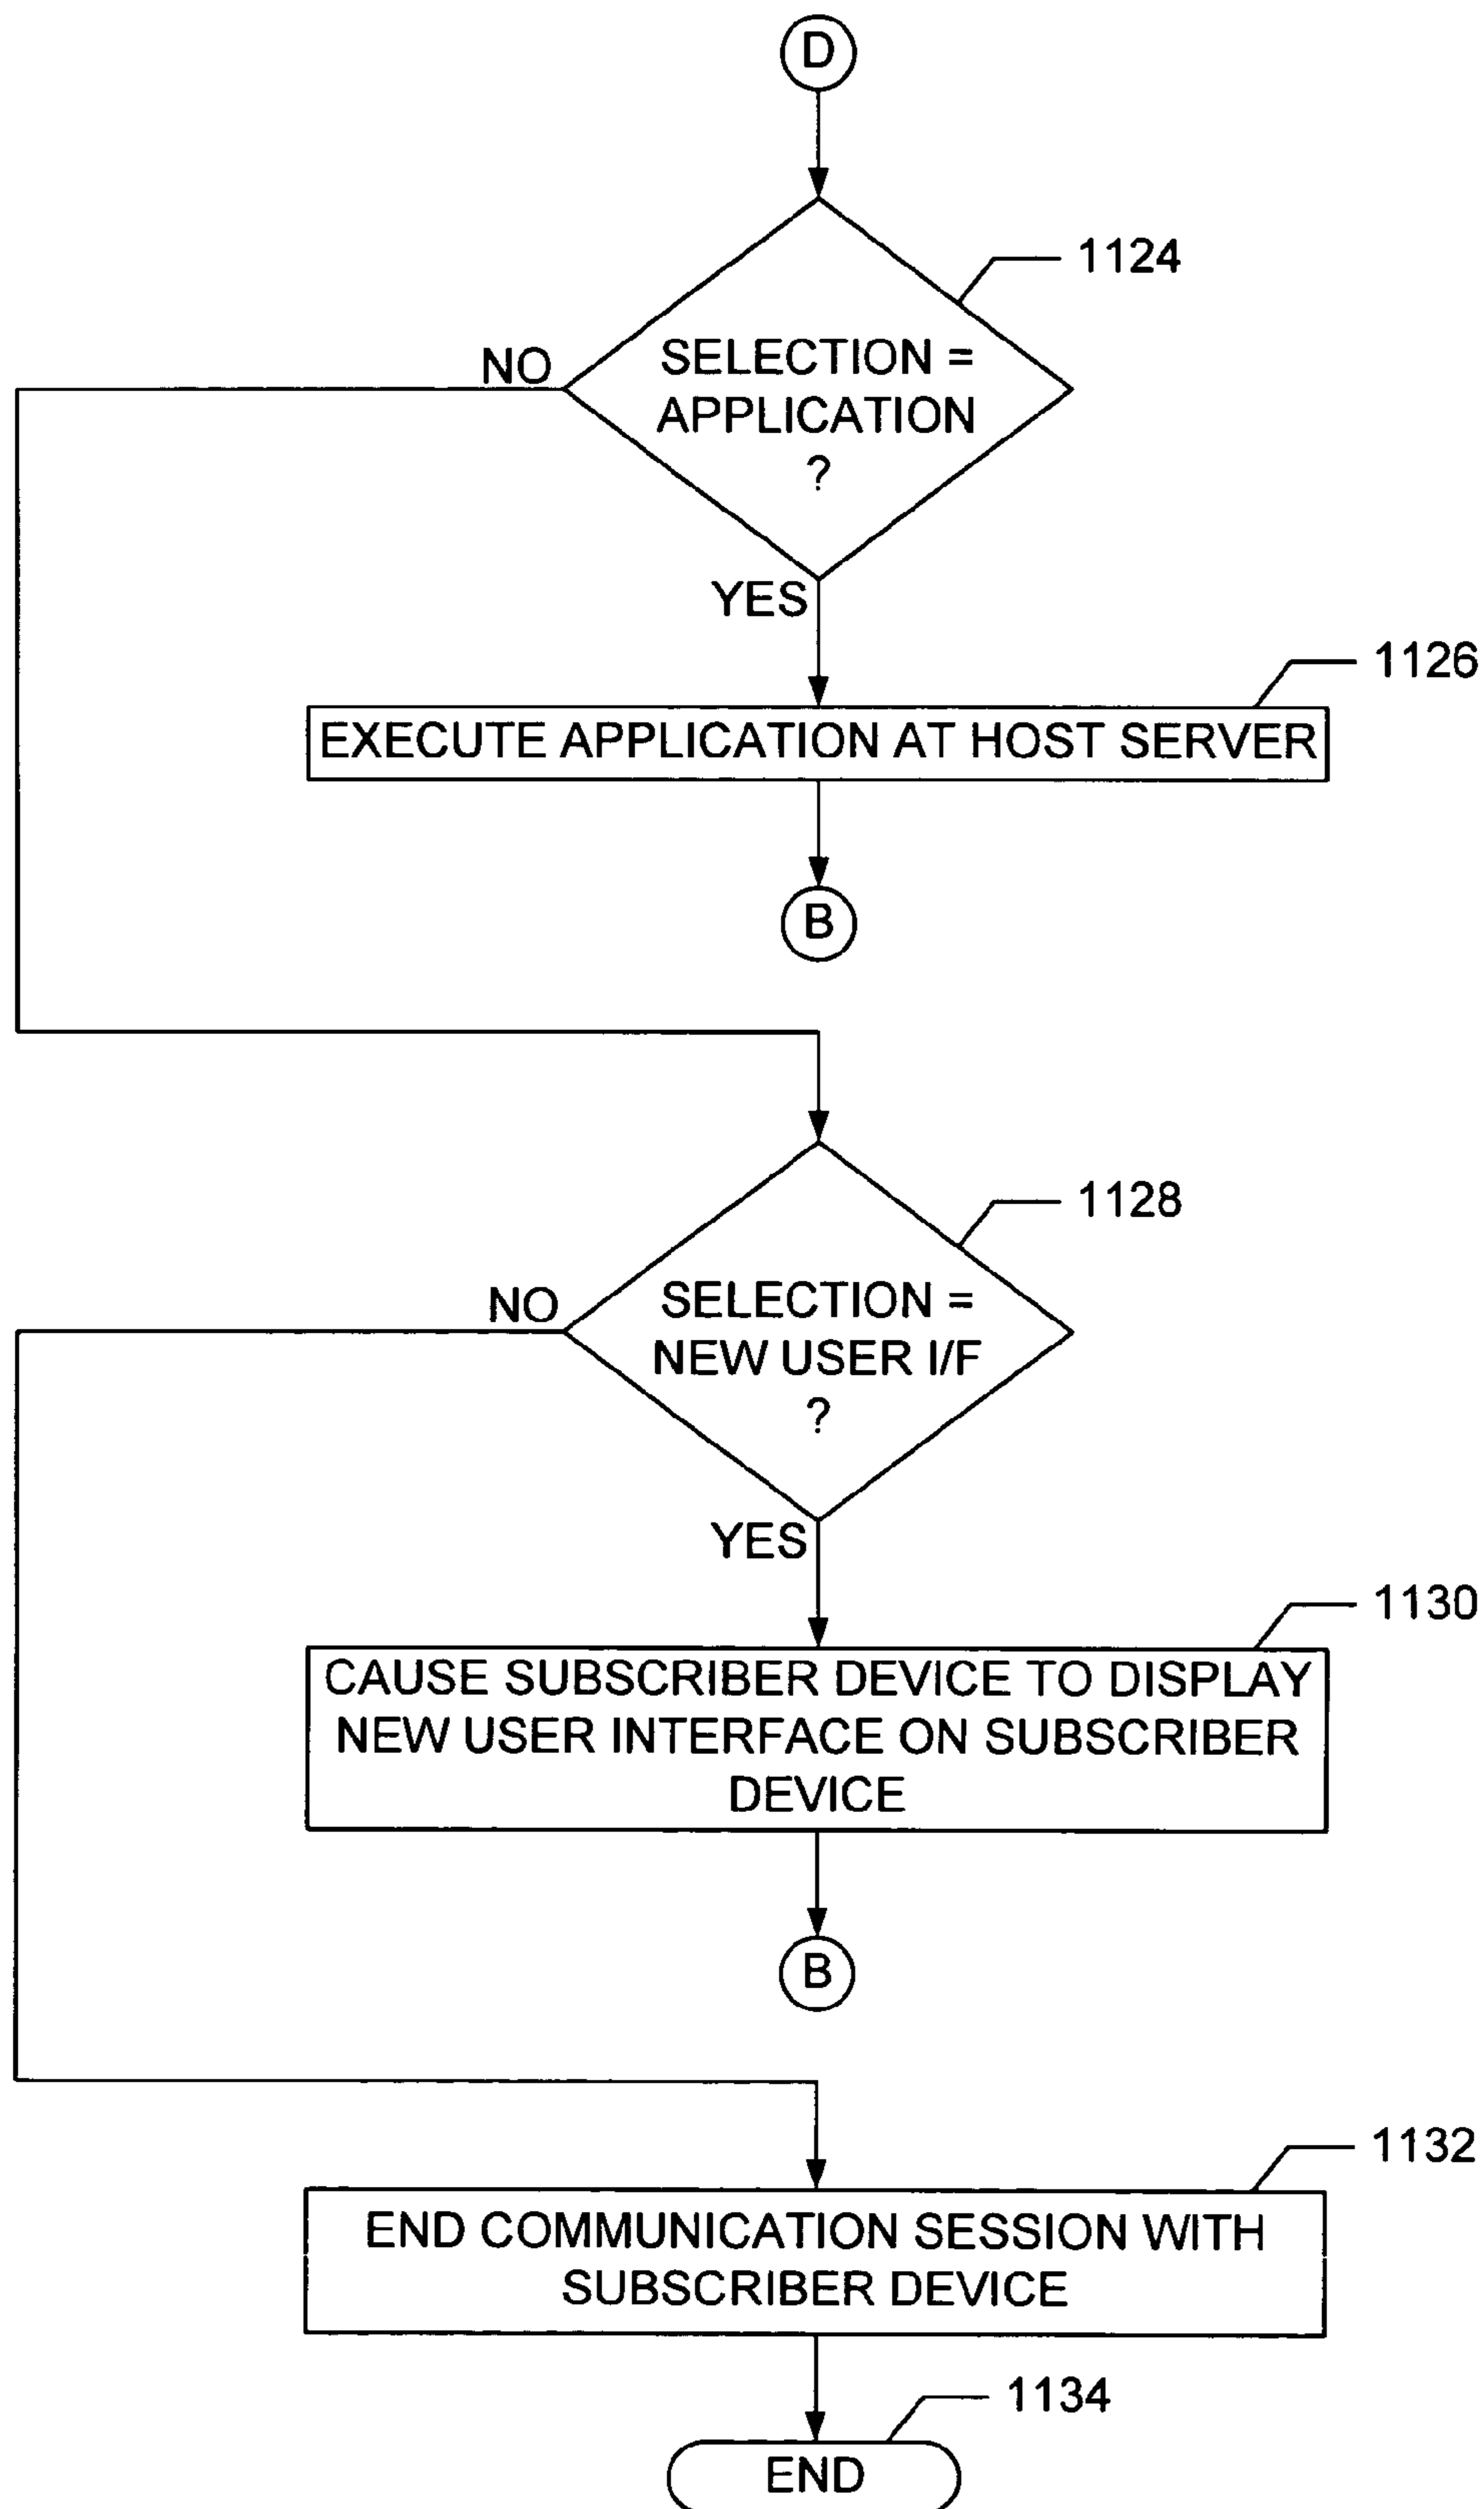 D
1124
NO
SELECTION =
APPLICATION
?
YES
1126
EXECUTE APPLICATION AT HOST SERVER
B
1128
NO
SELECTION =
NEW USER I/F
?
YES
1130
CAUSE SUBSCRIBER DEVICE TO DISPLAY
NEW USER INTERFACE ON SUBSCRIBER
DEVICE
B
1132
END COMMUNICATION SESSION WITH
SUBSCRIBER DEVICE
1134
END